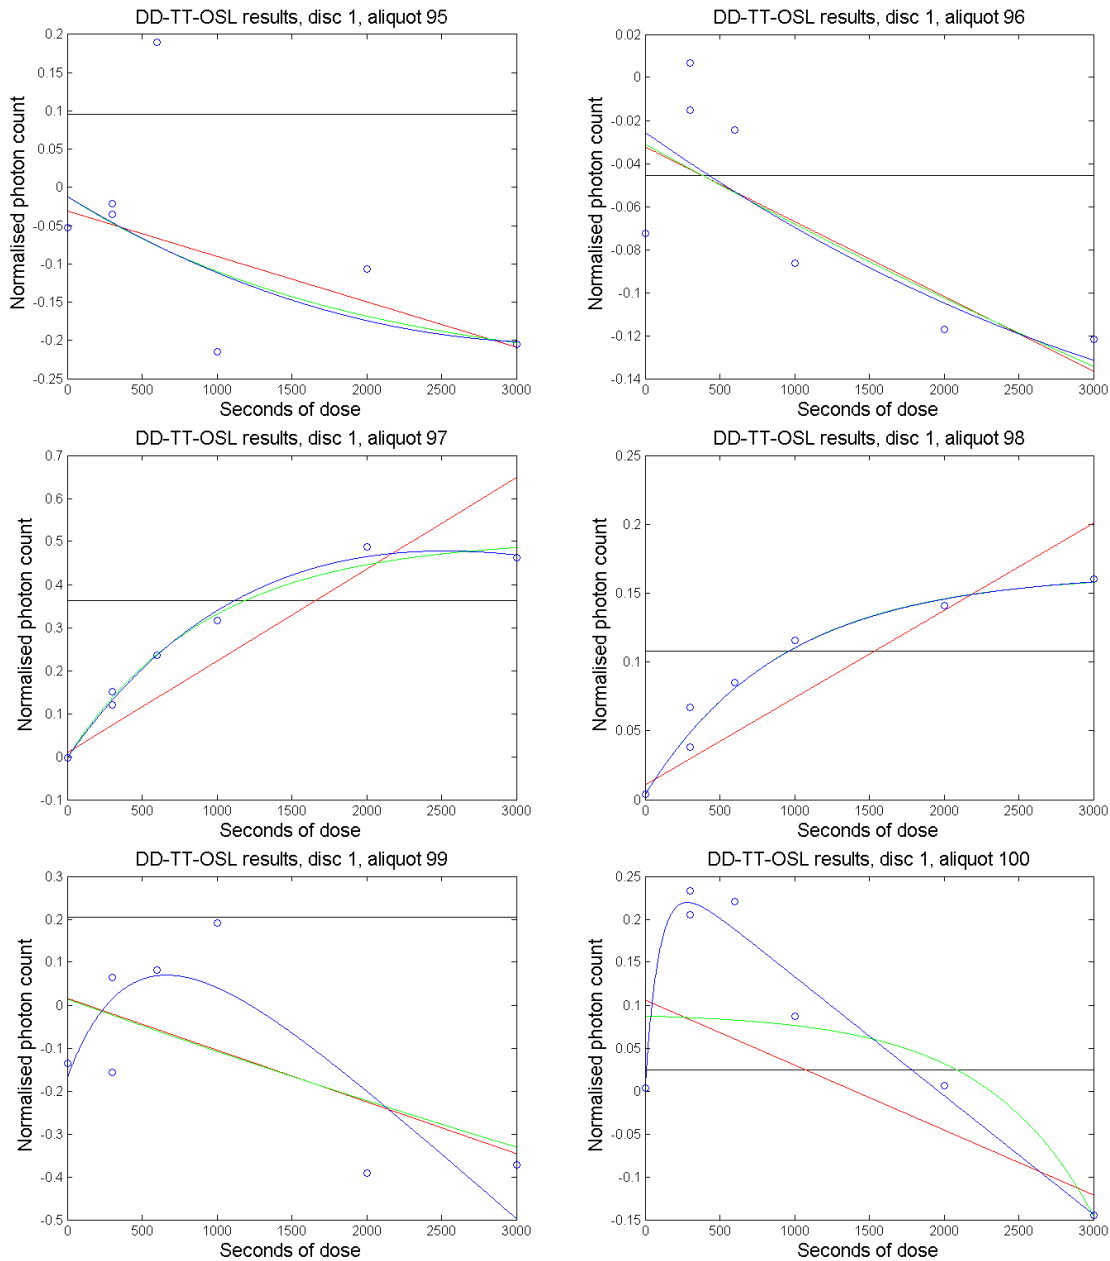 DD-TT-OSL results, disc 1, aliquot 95
Normalised photon count
0.2
0.15
0.1
0.05
0
-0.05
-0.1
-0.15
-0.2
-0.25
0 500 1000 1500 2000 2500 3000
Seconds of dose
DD-TT-OSL results, disc 1, aliquot 96
Normalised photon count
0.02
0
-0.02
-0.04
-0.06
-0.08
-0.1
-0.12
-0.14
0 500 1000 1500 2000 2500 3000
Seconds of dose
DD-TT-OSL results, disc 1, aliquot 97
Normalised photon count
0.7
0.6
0.5
0.4
0.3
0.2
0.1
0
-0.1
0 500 1000 1500 2000 2500 3000
Seconds of dose
DD-TT-OSL results, disc 1, aliquot 98
Normalised photon count
0.25
0.2
0.15
0.1
0.05
0
0 500 1000 1500 2000 2500 3000
Seconds of dose
DD-TT-OSL results, disc 1, aliquot 99
Normalised photon count
0.3
0.2
0.1
0
-0.1
-0.2
-0.3
-0.4
-0.5
0 500 1000 1500 2000 2500 3000
Seconds of dose
DD-TT-OSL results, disc 1, aliquot 100
Normalised photon count
0.25
0.2
0.15
0.1
0.05
0
-0.05
-0.1
-0.15
0 500 1000 1500 2000 2500 3000
Seconds of dose